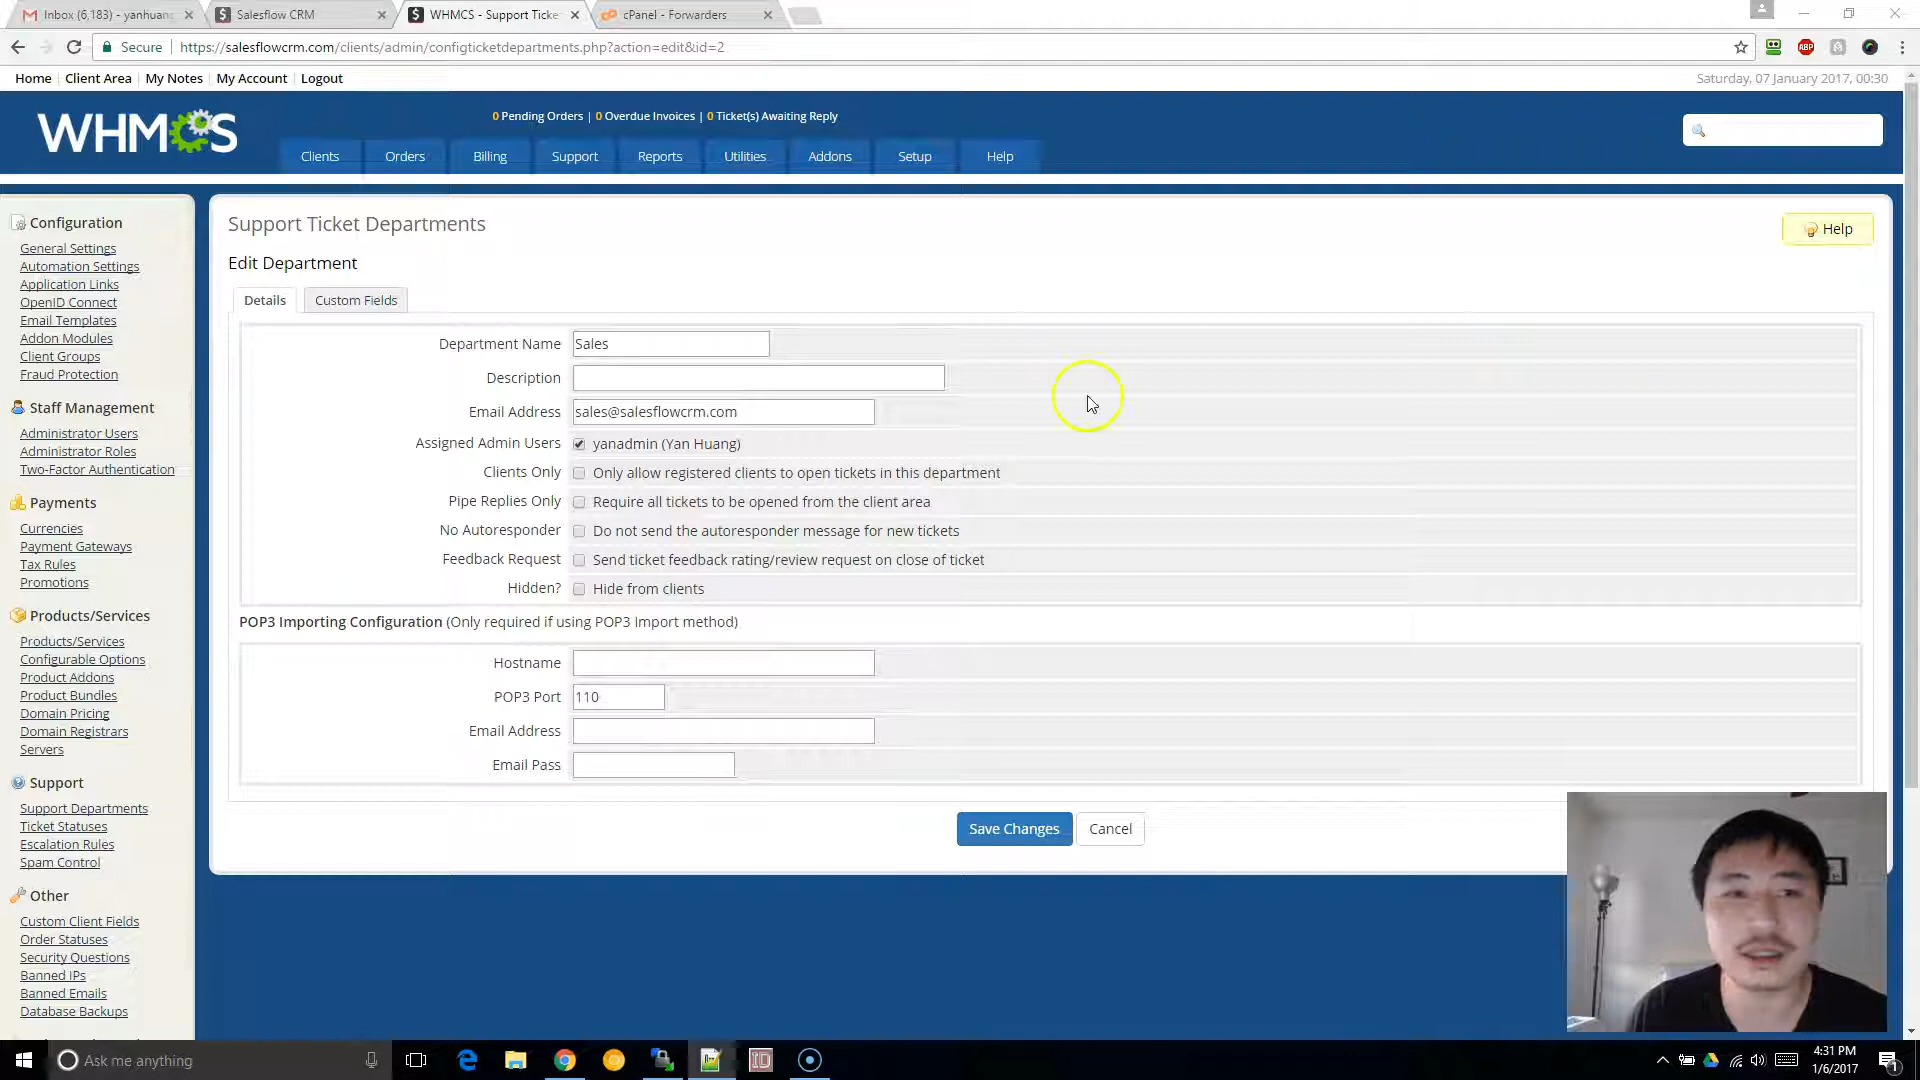 Inbox (6,183) - yanhuan
Salesflow CRM
WHMCS - Support Ticke
cPanel - Forwarders
Secure
https://salesflowcrm.com/clients/admin/configticketdepartments.php?action=edit&id=2
ABP
Home
Client Area
My Notes
My Account
Logout
Saturday, 07 January 2017, 00:30
WHMCS
0 Pending Orders | 0 Overdue Invoices | 0 Ticket(s) Awaiting Reply
Clients
Orders
Billing
Support
Reports
Utilities
Addons
Setup
Help
Configuration
General Settings
Automation Settings
Application Links
OpenID Connect
Email Templates
Addon Modules
Client Groups
Fraud Protection
Staff Management
Administrator Users
Administrator Roles
Two-Factor Authentication
Payments
Currencies
Payment Gateways
Tax Rules
Promotions
Products/Services
Products/Services
Configurable Options
Product Addons
Product Bundles
Domain Pricing
Domain Registrars
Servers
Support
Support Departments
Ticket Statuses
Escalation Rules
Spam Control
Other
Custom Client Fields
Order Statuses
Security Questions
Banned IPs
Banned Emails
Database Backups
Support Ticket Departments
Help
Edit Department
Details
Custom Fields
Department Name
Sales
Description
Email Address
sales@salesflowcrm.com
Assigned Admin Users
yanadmin (Yan Huang)
Clients Only
Only allow registered clients to open tickets in this department
Pipe Replies Only
Require all tickets to be opened from the client area
No Autoresponder
Do not send the autoresponder message for new tickets
Feedback Request
Send ticket feedback rating/review request on close of ticket
Hidden?
Hide from clients
POP3 Importing Configuration (Only required if using POP3 Import method)
Hostname
POP3 Port
110
Email Address
Email Pass
Save Changes
Cancel
Ask me anything
4:31 PM
1/6/2017